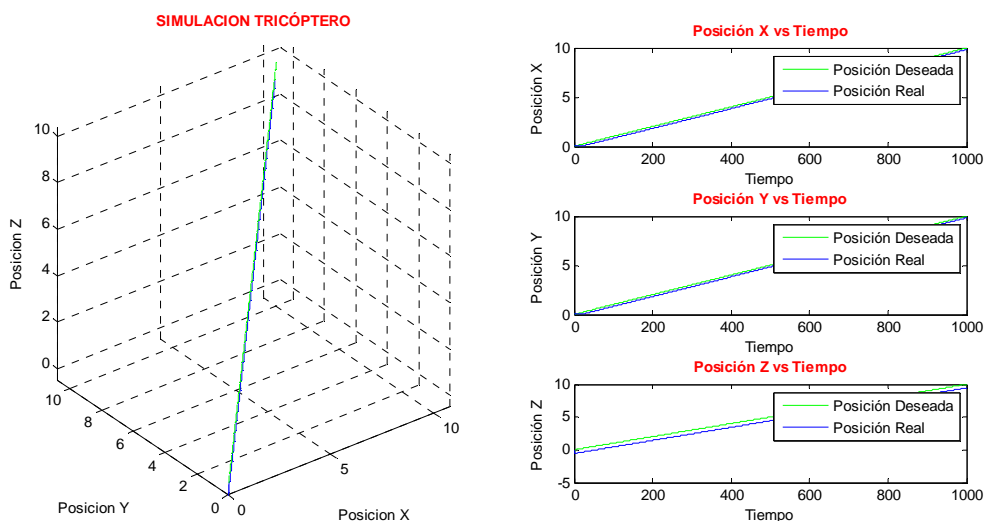 SIMULACION TRICÓPTERO
10
8
6
4
2
0
Posicion Z
10
8
6
4
2
0
Posicion Y
0
5
10
Posicion X
Posición X vs Tiempo
10
5
0
Posición X
Posición Deseada
Posición Real
0 200 400 600 800 1000
Tiempo
Posición Y vs Tiempo
10
5
0
Posición Y
Posición Deseada
Posición Real
0 200 400 600 800 1000
Tiempo
Posición Z vs Tiempo
10
5
0
-5
Posición Z
Posición Deseada
Posición Real
0 200 400 600 800 1000
Tiempo